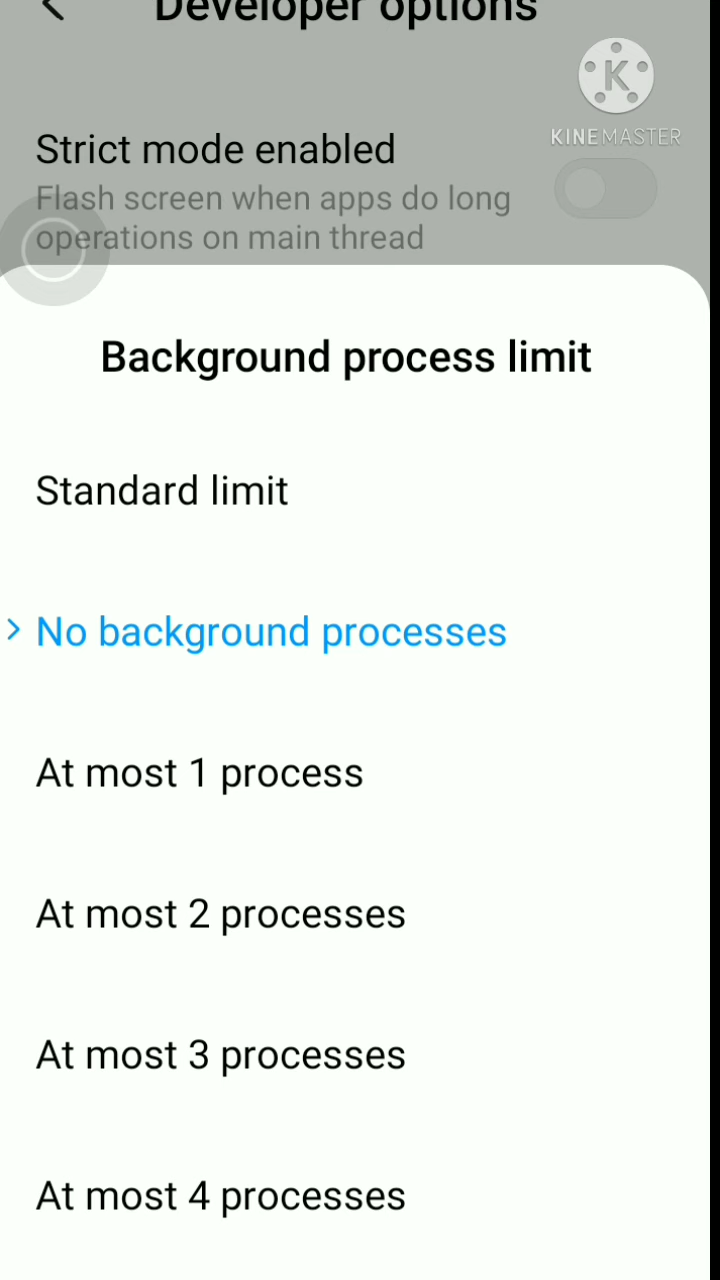 Developer options
KINEMASTER
Strict mode enabled
Flash screen when apps do long
operations on main thread
Background process limit
Standard limit
No background processes
At most 1 process
At most 2 processes
At most 3 processes
At most 4 processes